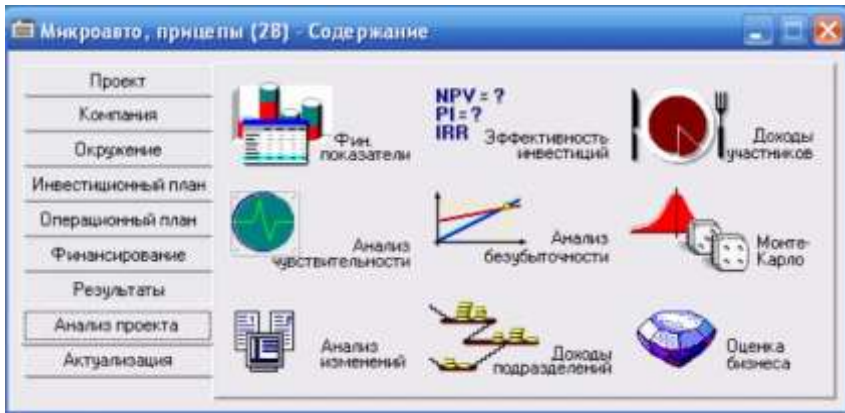 Микроавто, прицепы (2В) - Содержание
Проект
Компания
Окружение
Инвестиционный план
Операционный план
Финансирование
Результаты
Анализ проекта
Актуализация
Фин.
показатели
NPV = ?
PI = ?
IRR
Эффективность
инвестиций
Доходы
участников
Анализ
чувствительности
Анализ
безубыточности
Монте-
Карло
Анализ
изменений
Доходы
подразделений
Оценка
бизнеса